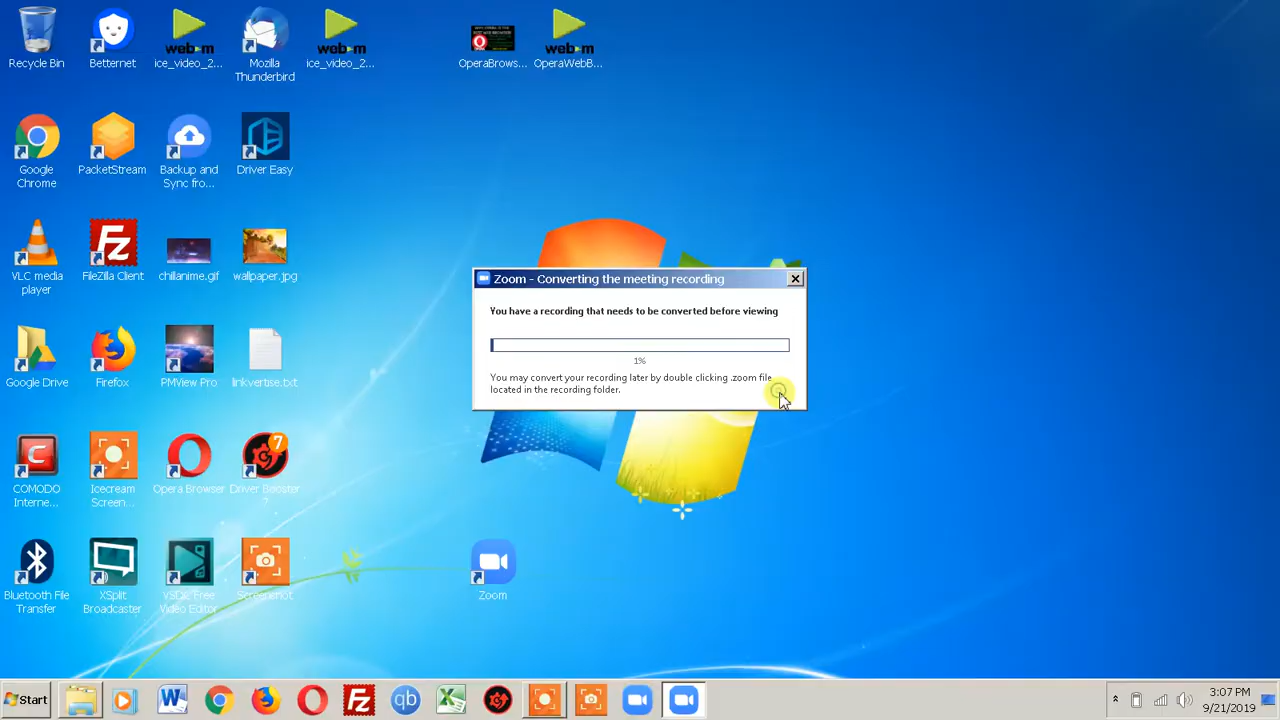 Recycle Bin
Betternet
ice_video_2...
Mozilla
Thunderbird
ice_video_2...
OperaBrows...
OperaWebB...
Google
Chrome
PacketStream
Backup and
Sync fro...
Driver Easy
VLC media
player
FileZilla Client
chillanime.gif
wallpaper.jpg
Google Drive
Firefox
PMView Pro
linkvertise.txt
COMODO
Interne...
Icecream
Screen...
Opera Browser
Driver Booster
7
Bluetooth File
Transfer
XSplit
Broadcaster
VSDC Free
Video Editor
Screenshot
Zoom
Zoom - Converting the meeting recording
You have a recording that needs to be converted before viewing
1%
You may convert your recording later by double clicking .zoom file
located in the recording folder.
Start
3:07 PM
9/21/2019